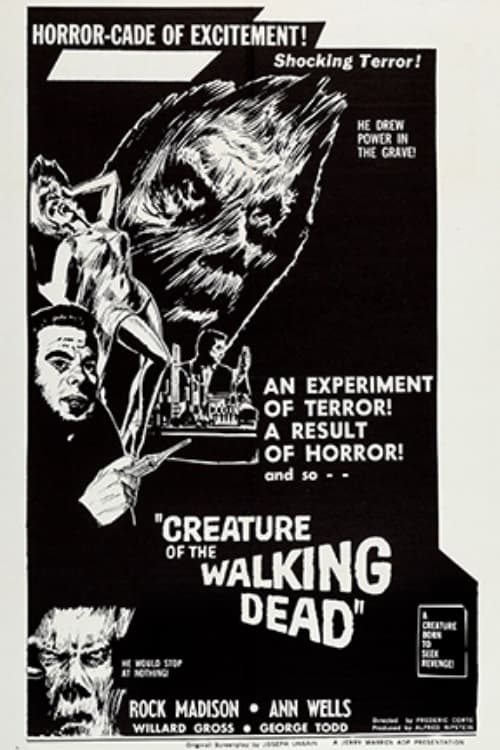 HORROR-CADE OF EXCITEMENT!
Shocking Terror!
HE DREW
POWER IN
THE GRAVE!
AN EXPERIMENT
OF TERROR!
A RESULT
OF HORROR!
and so - -
"CREATURE
OF THE
WALKING
DEAD"
A
CREATURE
BORN
TO
SEEK
REVENGE!
HE WOULD STOP
AT NOTHING!
ROCK MADISON • ANN WELLS
WILLARD GROSS • GEORGE TODD
Directed by FREDERIC CORTE
Produced by ALFRED RIPSTEIN
Original Screenplay by JOSEPH
A JERRY WARREN ADP PRESENTATION